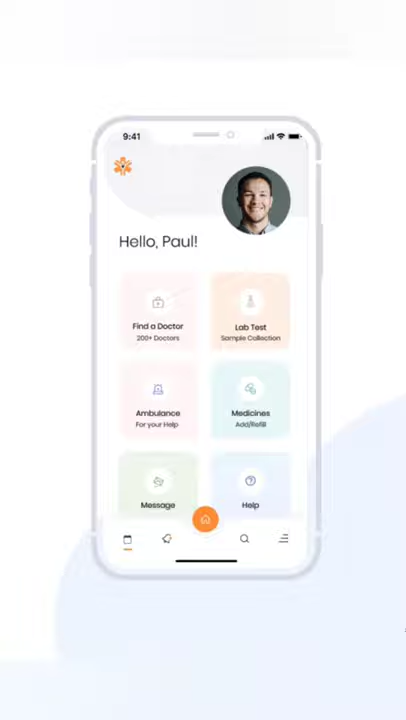 9:41
Hello, Paul!
Find a Doctor
200+ Doctors
Lab Test
Sample Collection
Ambulance
For your Help
Medicines
Add/Refill
Message
Help